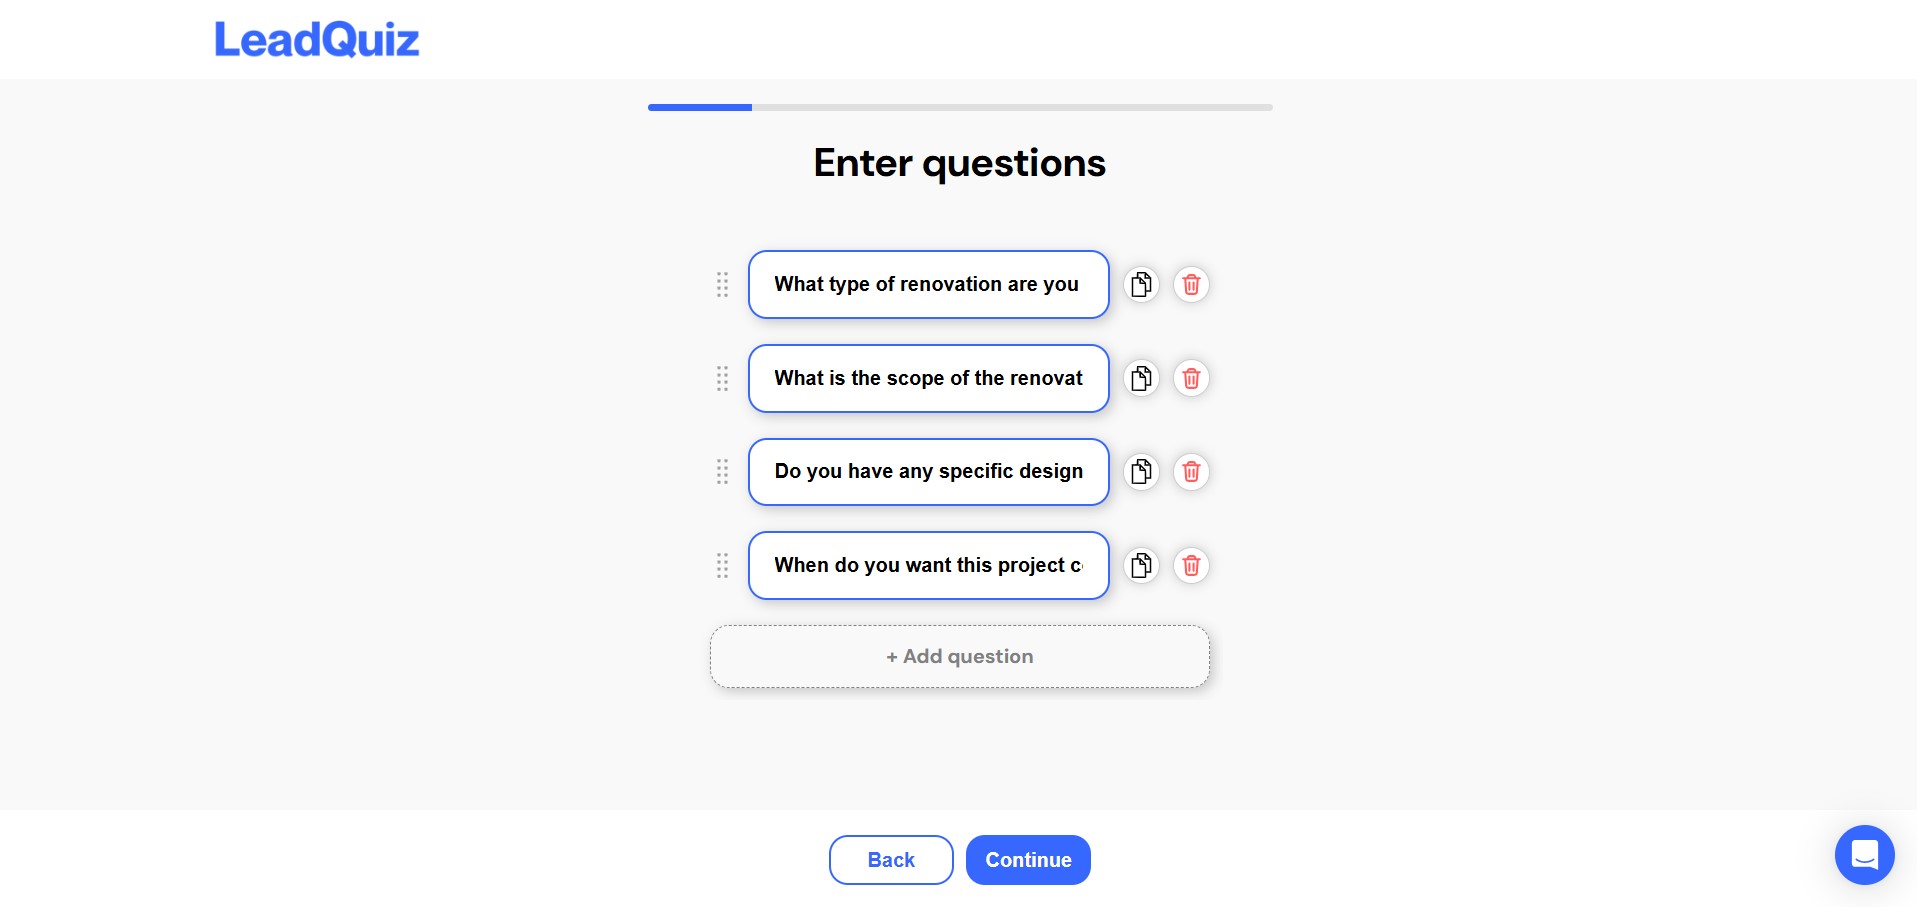 LeadQuiz
Enter questions
What type of renovation are you
What is the scope of the renovat
Do you have any specific design
When do you want this project
+ Add question
Back
Continue